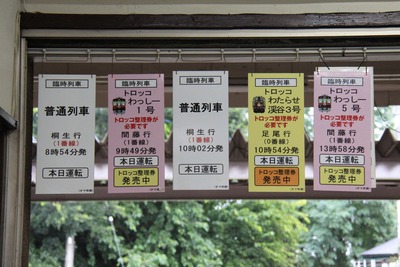 臨時列車
普通列車
桐生行
(1番線)
8時54分発
本日運転
臨時列車
トロッコ
わっしー
1号
トロッコ整理券が
必要です
間藤行
(1番線)
9時49分発
本日運転
トロッコ整理券
発売中
臨時列車
普通列車
桐生行
(1番線)
10時02分発
本日運転
臨時列車
トロッコ
わたらせ
渓谷3号
トロッコ整理券が
必要です
足尾行
(1番線)
10時54分発
本日運転
トロッコ整理券
発売中
臨時列車
トロッコ
わっしー
5号
トロッコ整理券が
必要です
間藤行
(1番線)
13時58分発
本日運転
トロッコ整理券
発売中